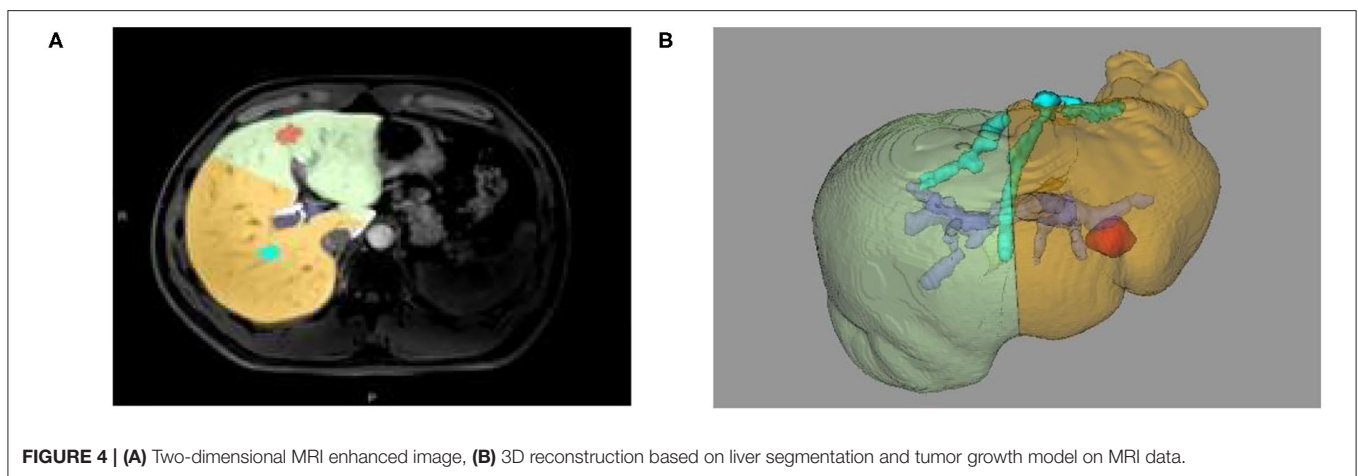 A
B
R
P
FIGURE 4 | (A) Two-dimensional MRI enhanced image, (B) 3D reconstruction based on liver segmentation and tumor growth model on MRI data.